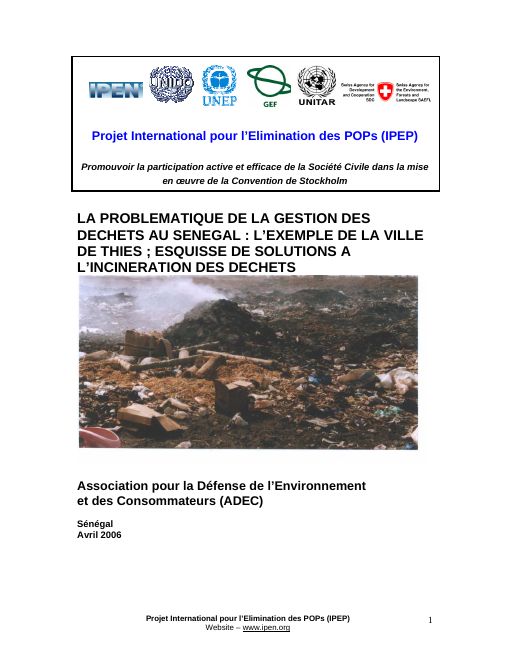 IPEN
UNIDO
UNEP
GEF
UNITAR
Swiss Agency for
Development
and Cooperation
SDC
Swiss Agency for
the Environment,
Forests and
Landscape SAEFL
Projet International pour l'Elimination des POPs (IPEP)
Promouvoir la participation active et efficace de la Société Civile dans la mise
en œuvre de la Convention de Stockholm
LA PROBLEMATIQUE DE LA GESTION DES
DECHETS AU SENEGAL : L'EXEMPLE DE LA VILLE
DE THIES ; ESQUISSE DE SOLUTIONS A
L'INCINERATION DES DECHETS
Association pour la Défense de l'Environnement
et des Consommateurs (ADEC)
Sénégal
Avril 2006
Projet International pour l'Elimination des POPs (IPEP)
Website – www.ipen.org
1